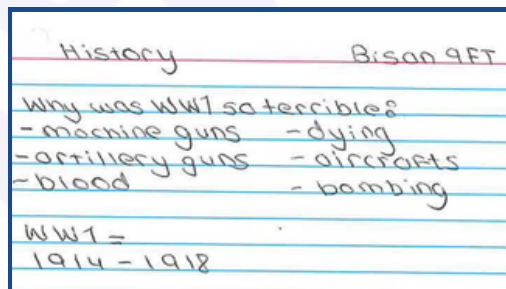 History Bisan 9FT
Why was WW1 so terrible?
- machine guns - dying
- artillery guns - aircrafts
- blood - bombing
WW1 =
1914 - 1918